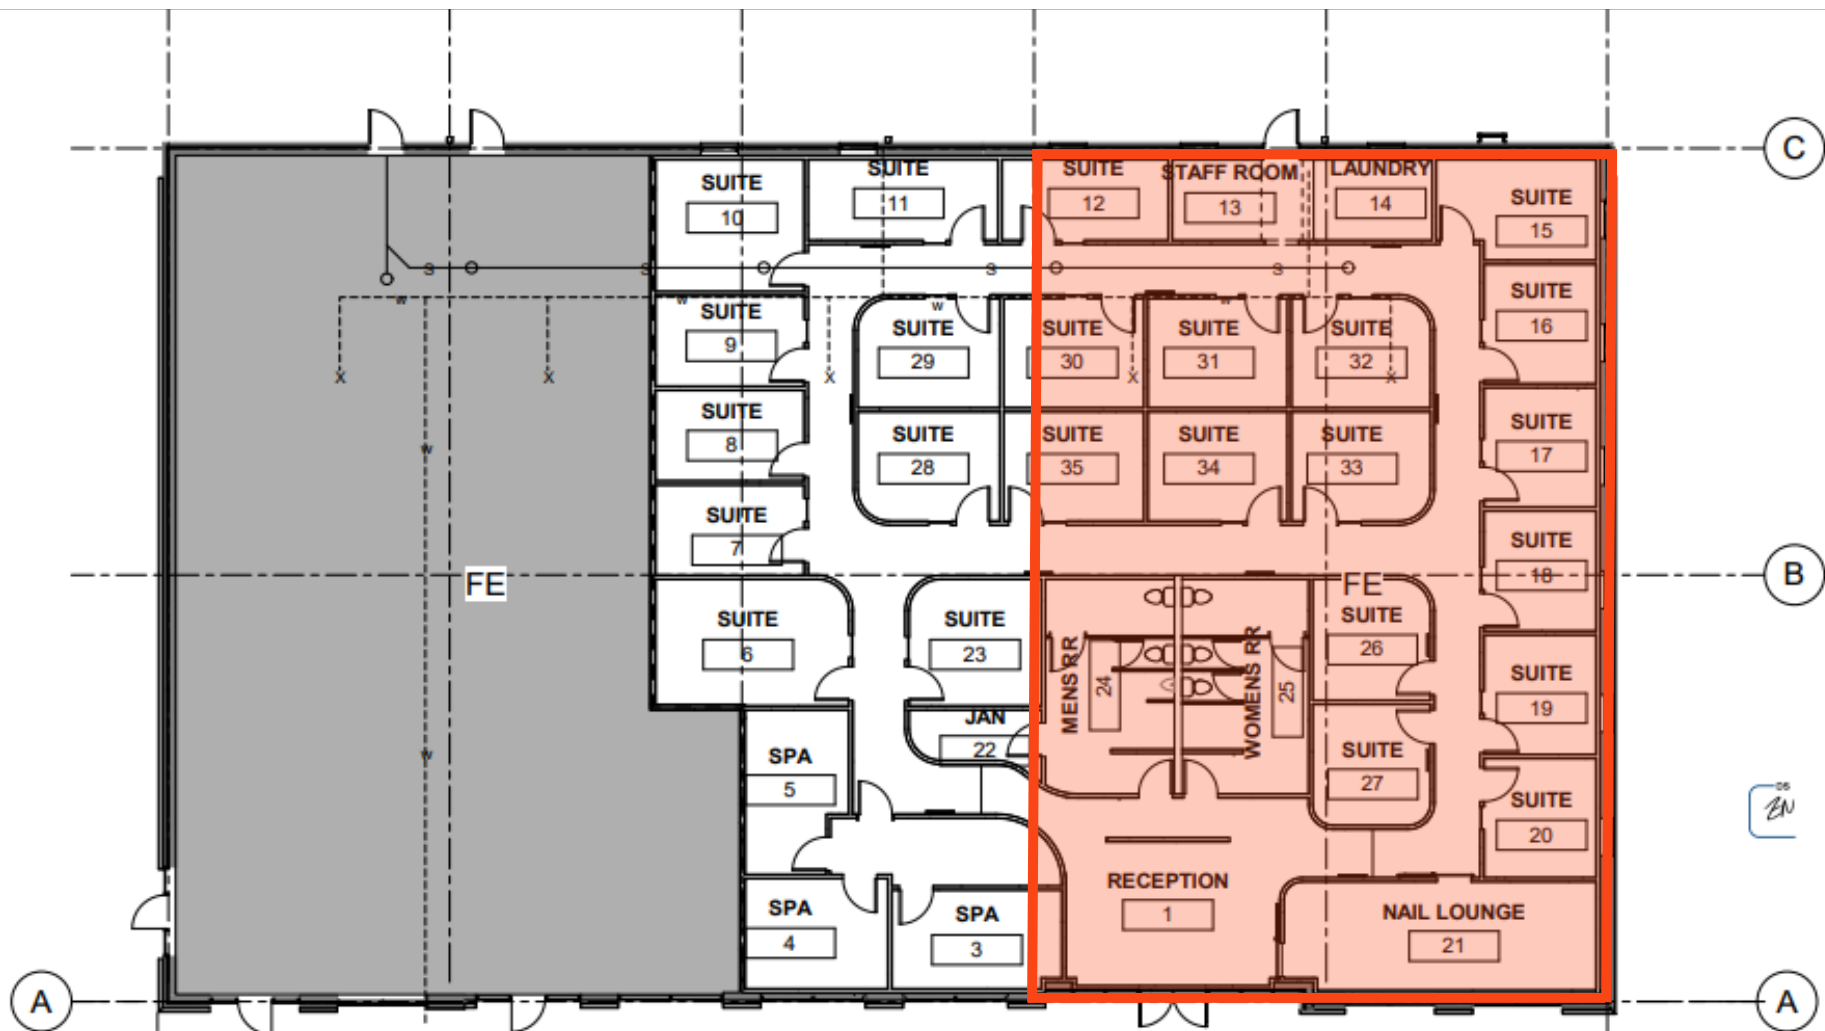 C
SUITE
10
SUITE
11
SUITE
12
STAFF ROOM
13
LAUNDRY
14
SUITE
15
S
S
S
S
W
W
W
W
SUITE
9
SUITE
29
SUITE
30
SUITE
31
SUITE
32
SUITE
16
X
X
X
X
X
SUITE
8
SUITE
28
SUITE
35
SUITE
34
SUITE
33
SUITE
17
W
SUITE
7
SUITE
18
FE
FE
B
SUITE
6
SUITE
23
MENS RR
24
WOMENS RR
25
SUITE
26
SUITE
19
JAN
22
W
SPA
5
SUITE
27
SUITE
20
DS
ZN
RECEPTION
1
SPA
4
SPA
3
NAIL LOUNGE
21
A
A